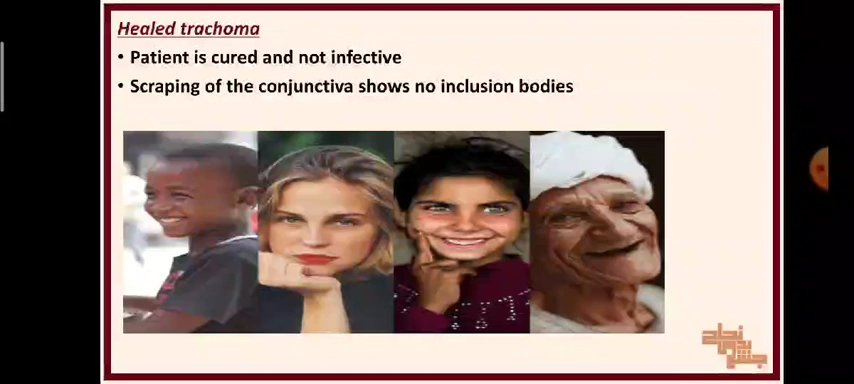 Healed trachoma
• Patient is cured and not infective
• Scraping of the conjunctiva shows no inclusion bodies